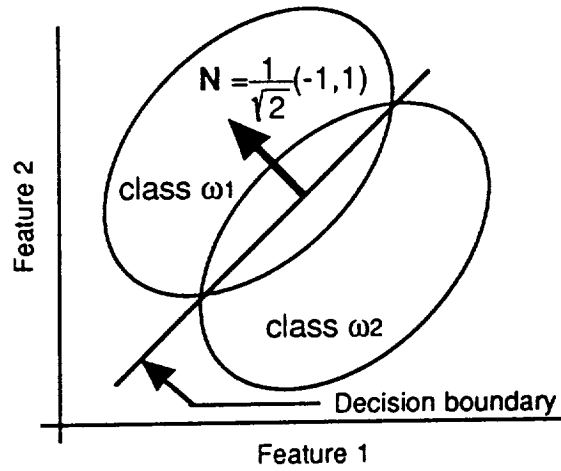 N = 1/√2 (-1,1)
class ω1
Feature 2
class ω2
Decision boundary
Feature 1